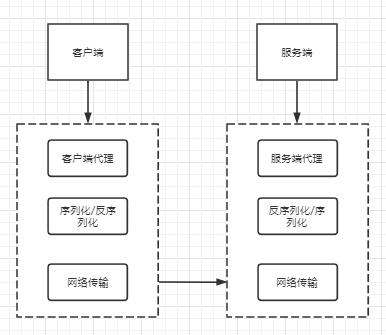 客户端
服务端
客户端代理
服务端代理
序列化/反序
列化
反序列化/序
列化
网络传输
网络传输